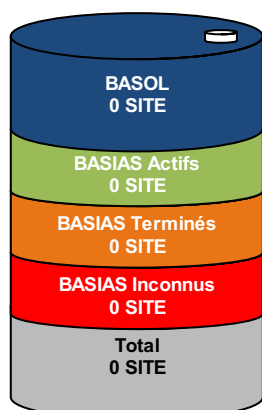 BASOL
0 SITE
BASIAS Actifs
0 SITE
BASIAS Terminés
0 SITE
BASIAS Inconnus
0 SITE
Total
0 SITE